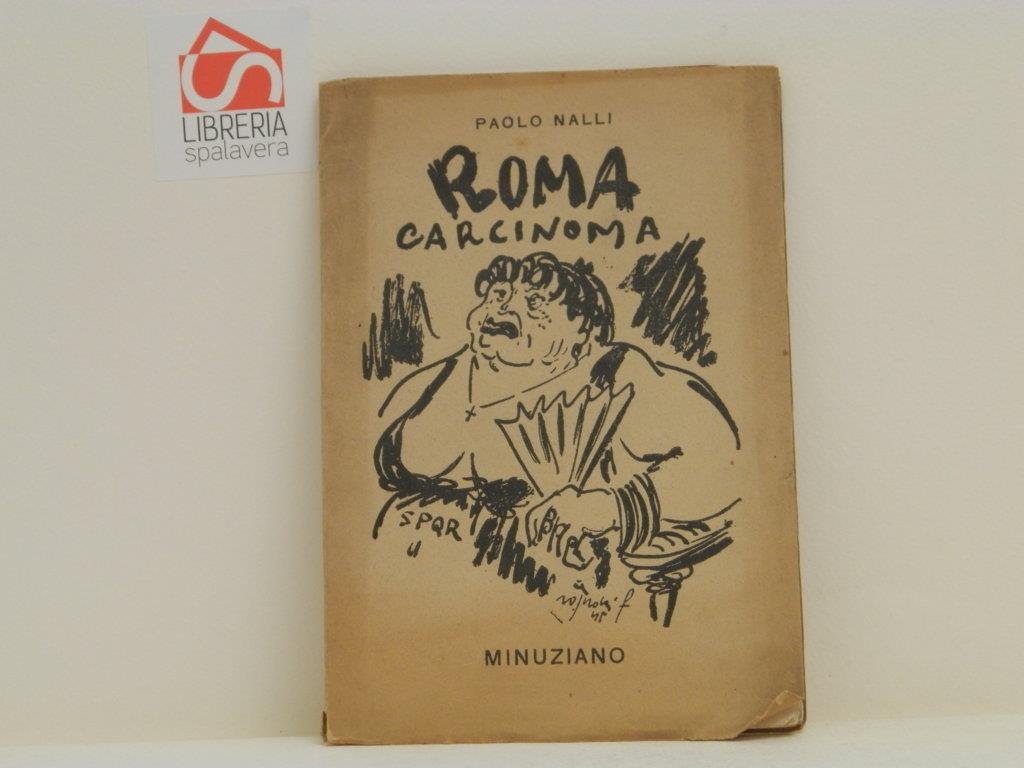 LIBRERIA
spalavera
PAOLO NALLI
ROMA
CARCINOMA
SPQR
MINUZIANO